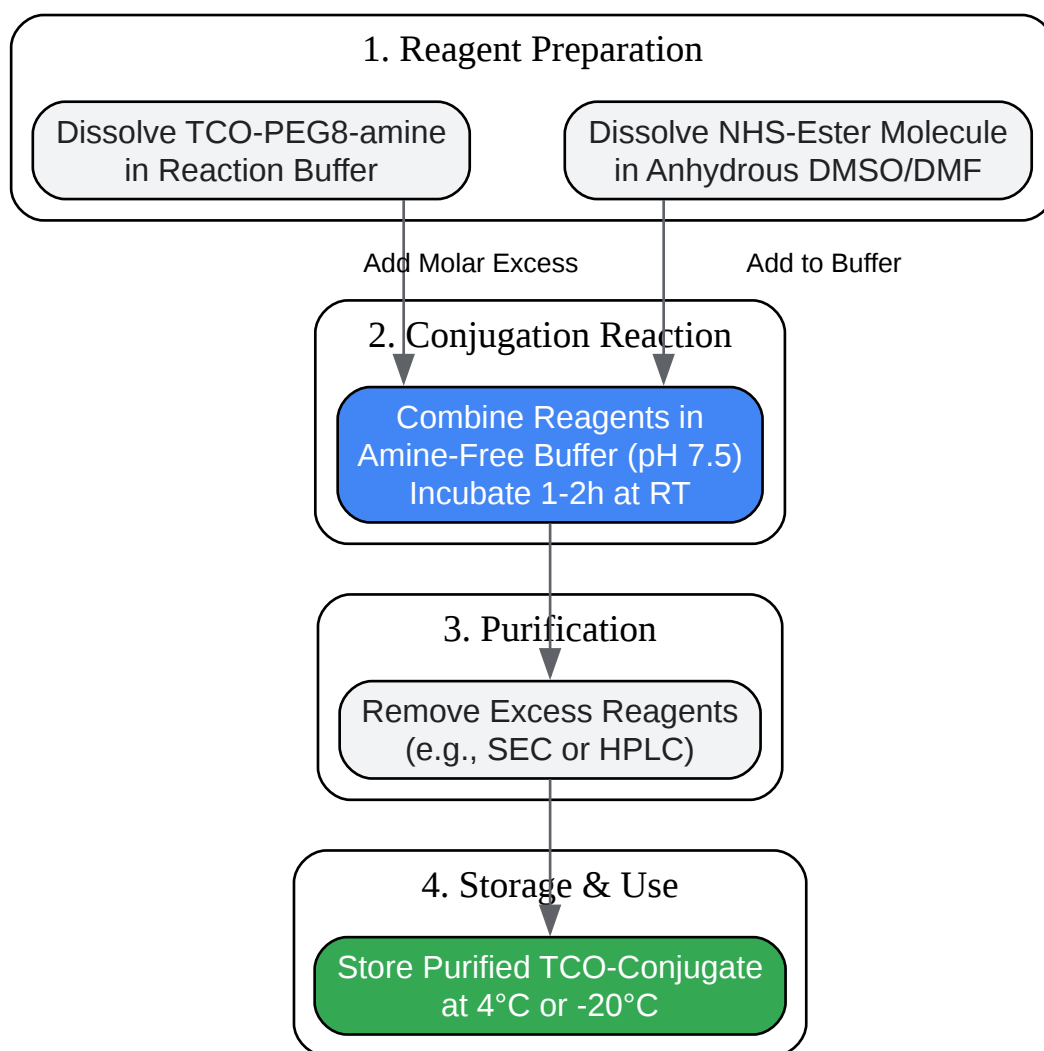 1. Reagent Preparation
Dissolve TCO-PEG8-amine
in Reaction Buffer
Dissolve NHS-Ester Molecule
in Anhydrous DMSO/DMF
Add Molar Excess
Add to Buffer
2. Conjugation Reaction
Combine Reagents in
Amine-Free Buffer (pH 7.5)
Incubate 1-2h at RT
3. Purification
Remove Excess Reagents
(e.g., SEC or HPLC)
4. Storage & Use
Store Purified TCO-Conjugate
at 4°C or -20°C